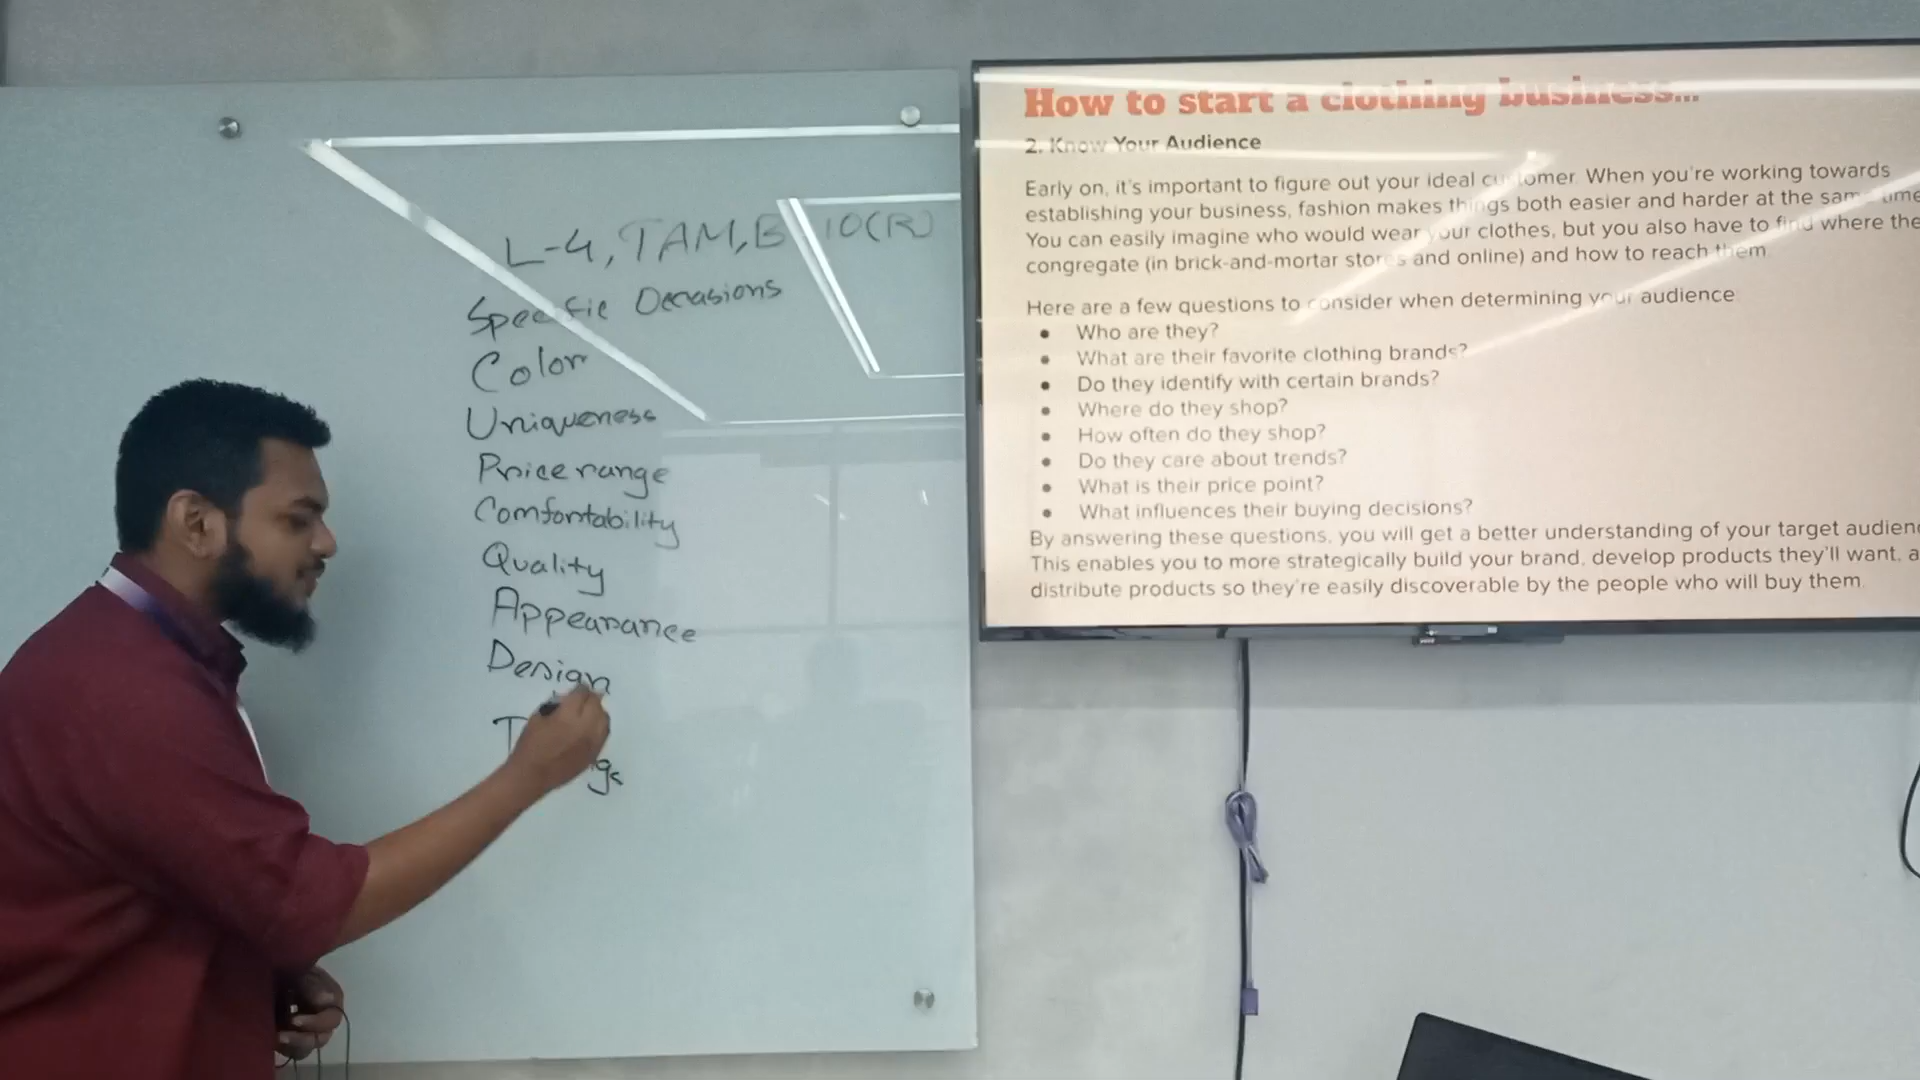 L-4, TAM, B 10(R)
Specific Occasions
Color
Uniqueness
Price range
Comfortability
Quality
Appearance
Design
How to start a clothing business...
2. Know Your Audience
Early on, it's important to figure out your ideal customer. When you're working towards
establishing your business, fashion makes things both easier and harder at the same time
You can easily imagine who would wear your clothes, but you also have to find where the
congregate (in brick-and-mortar stores and online) and how to reach them.
Here are a few questions to consider when determining your audience
• Who are they?
• What are their favorite clothing brands?
• Do they identify with certain brands?
• Where do they shop?
• How often do they shop?
• Do they care about trends?
• What is their price point?
• What influences their buying decisions?
By answering these questions, you will get a better understanding of your target audienc
This enables you to more strategically build your brand, develop products they'll want, a
distribute products so they're easily discoverable by the people who will buy them.